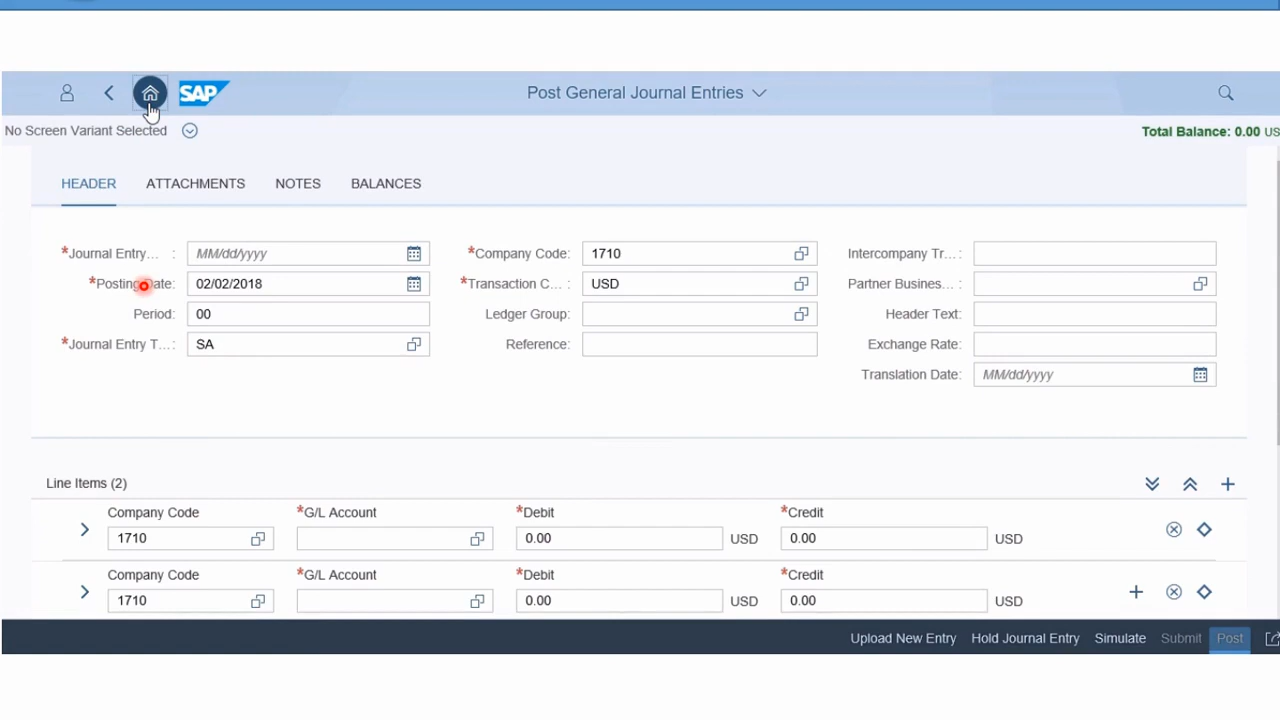 SAP
Post General Journal Entries
No Screen Variant Selected
Total Balance: 0.00 US
HEADER ATTACHMENTS NOTES BALANCES
*Journal Entry... : MM/dd/yyyy *Company Code: 1710 Intercompany Tr... :
*Posting Date: 02/02/2018 *Transaction C... : USD Partner Busines... :
Period: 00 Ledger Group: Header Text:
*Journal Entry T... : SA Reference: Exchange Rate:
Translation Date: MM/dd/yyyy
Line Items (2)
Company Code *G/L Account *Debit *Credit
1710 0.00 USD 0.00 USD
Company Code *G/L Account *Debit *Credit
1710 0.00 USD 0.00 USD
Upload New Entry Hold Journal Entry Simulate Submit Post